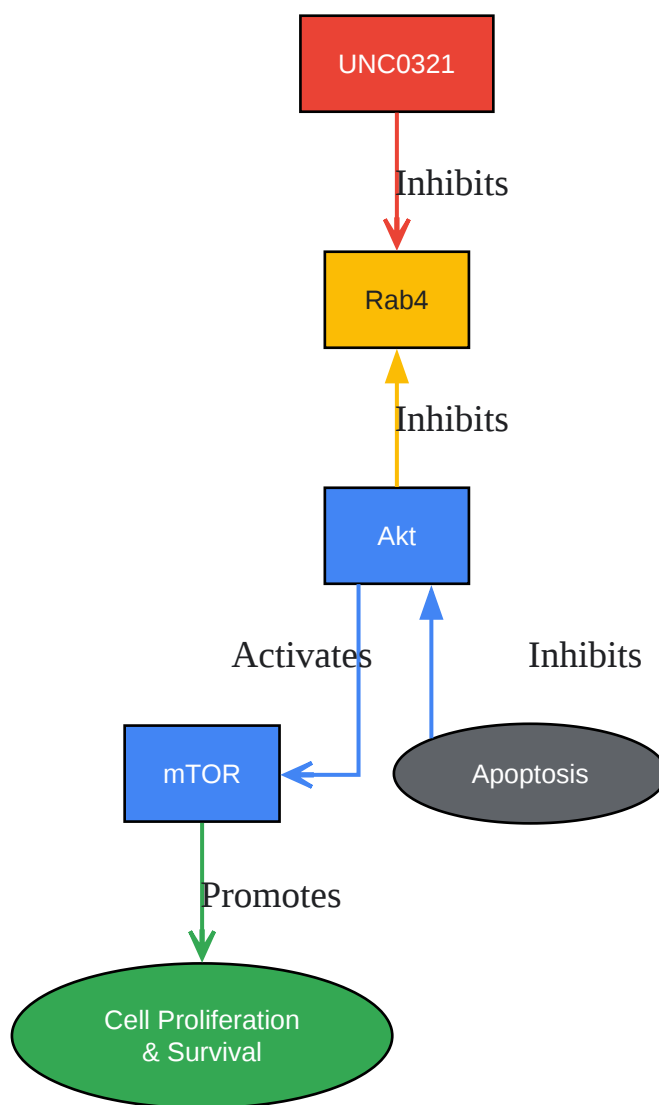 UNC0321
Inhibits
Rab4
Inhibits
Akt
Activates
Inhibits
mTOR
Apoptosis
Promotes
Cell Proliferation
& Survival